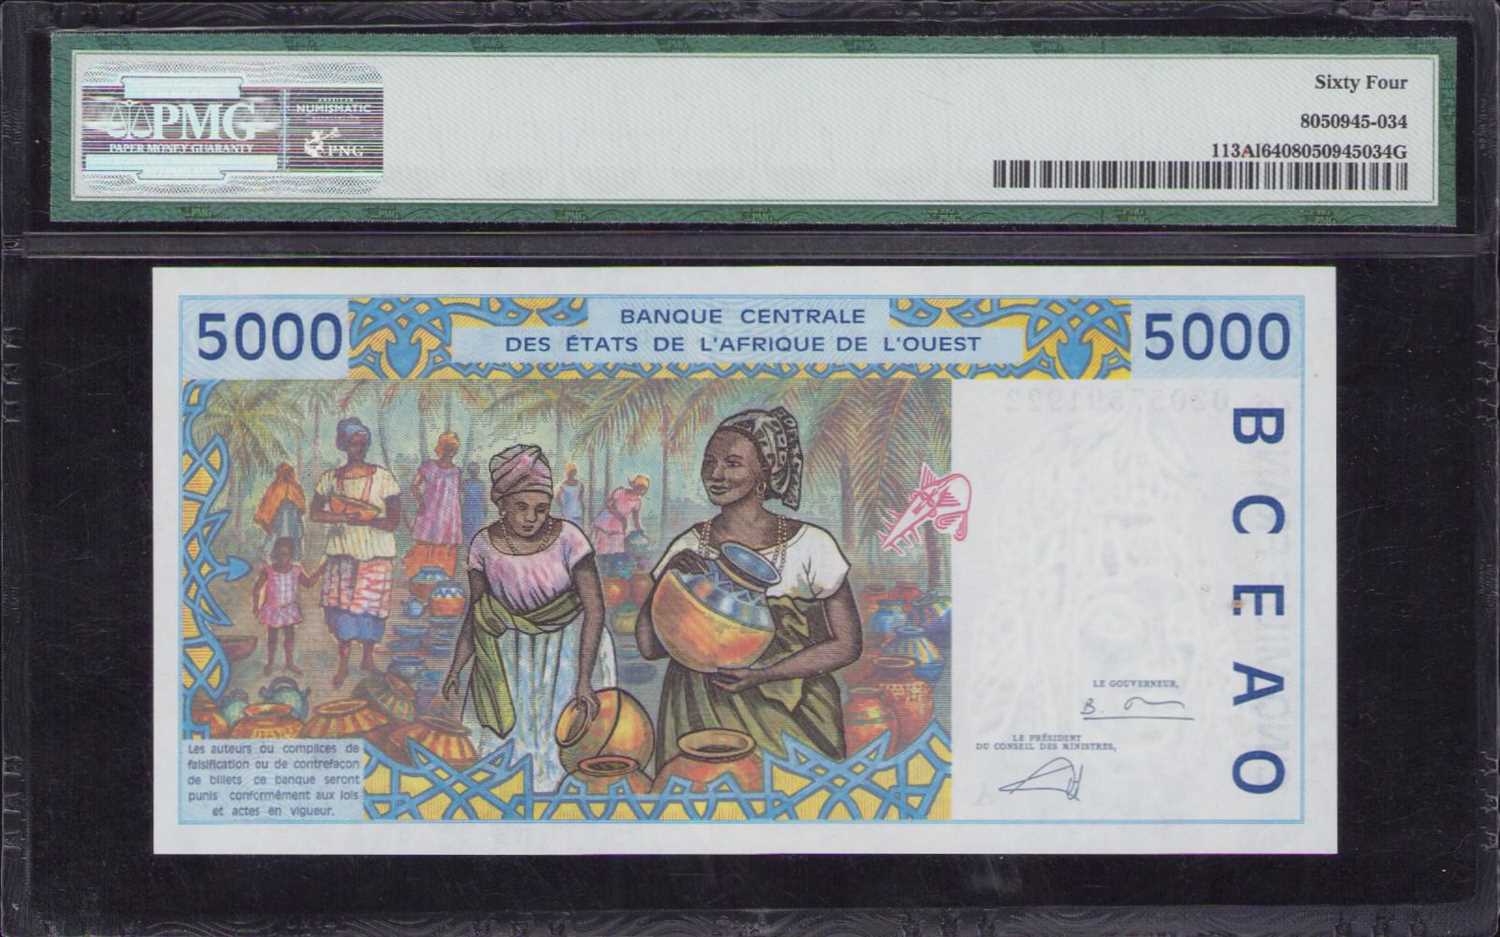 PMG
PAPER MONEY GUARANTY
NUMISMATIC
PNG
Sixty Four
8050945-034
113Al6408050945034G
5000
BANQUE CENTRALE
DES ÉTATS DE L'AFRIQUE DE L'OUEST
5000
BCEAO
LE GOUVERNEUR,
LE PRÉSIDENT
DU CONSEIL DES MINISTRES,
Les auteurs ou complices de
falsification ou de contrefaçon
de billets de banque seront
punis conformément aux lois
et actes en vigueur.